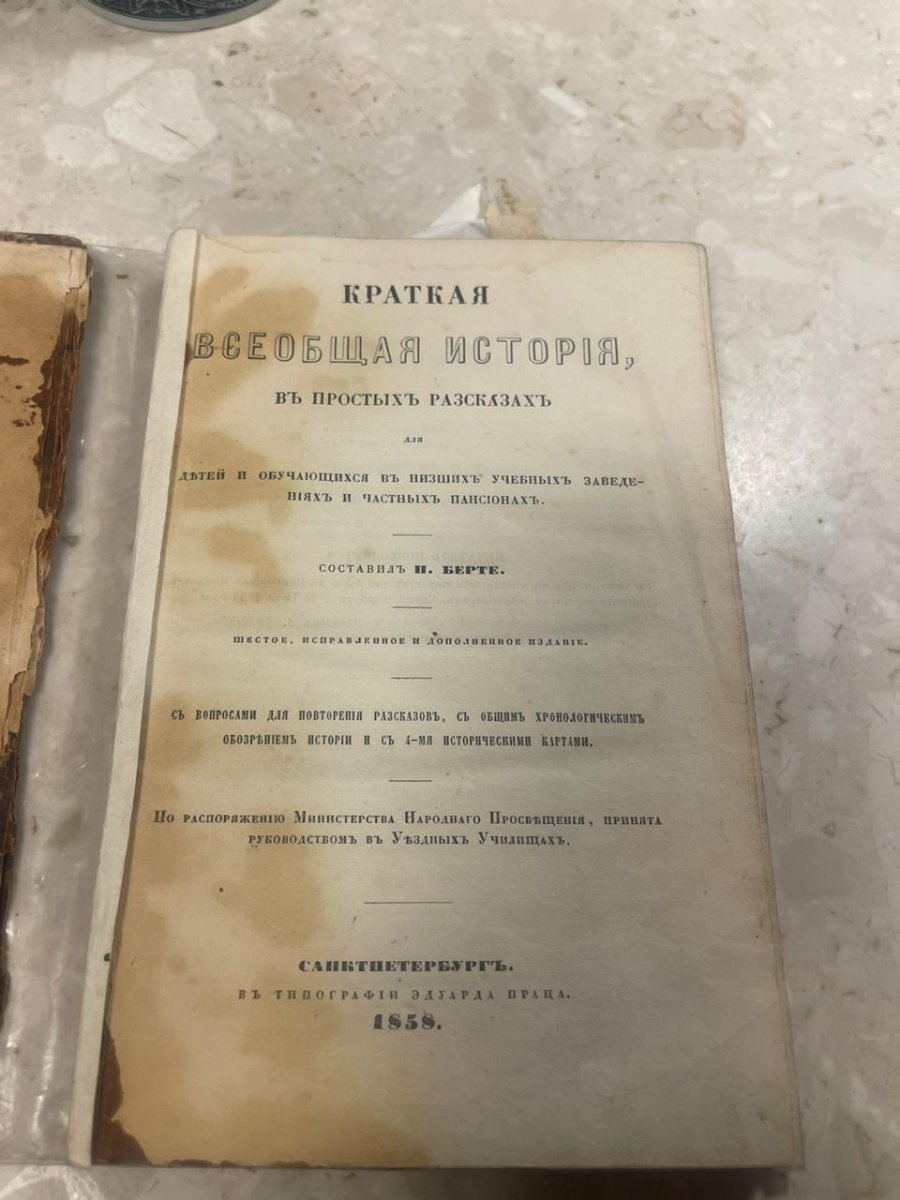 КРАТКАЯ
ВСЕОБЩАЯ ИСТОРІЯ,
ВЪ ПРОСТЫХЪ РАЗСКАЗАХЪ
ДЛЯ
ДѢТЕЙ И ОБУЧАЮЩИХСЯ ВЪ НИЗШИХЪ УЧЕБНЫХЪ ЗАВЕДЕ-
НІЯХЪ И ЧАСТНЫХЪ ПАНСІОНАХЪ.
СОСТАВИЛЪ Н. БЕРТЕ.
ШЕСТОЕ, ИСПРАВЛЕННОЕ И ДОПОЛНЕННОЕ ИЗДАНІЕ.
СЪ ВОПРОСАМИ ДЛЯ ПОВТОРЕНІЯ РАЗСКАЗОВЪ, СЪ ОБЩИМЪ ХРОНОЛОГИЧЕСКИМЪ
ОБОЗРѢНІЕМЪ ИСТОРІИ И СЪ 4-МЯ ИСТОРИЧЕСКИМИ КАРТАМИ.
По распоряженію Министерства Народнаго Просвѣщенія, принята
руководствомъ въ Уѣздныхъ Училищахъ.
САНКТПЕТЕРБУРГЪ.
ВЪ ТИПОГРАФІИ ЭДУАРДА ПРАЦА.
1858.